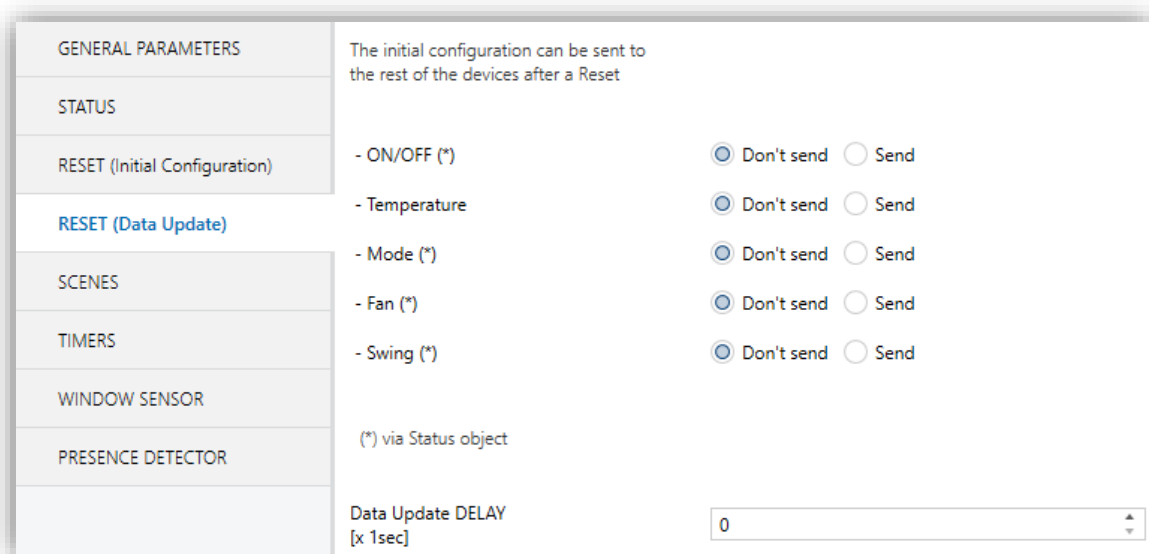 GENERAL PARAMETERS
STATUS
RESET (Initial Configuration)
RESET (Data Update)
SCENES
TIMERS
WINDOW SENSOR
PRESENCE DETECTOR
The initial configuration can be sent to
the rest of the devices after a Reset
- ON/OFF (*) Don't send Send
- Temperature Don't send Send
- Mode (*) Don't send Send
- Fan (*) Don't send Send
- Swing (*) Don't send Send
(*) via Status object
Data Update DELAY
[x 1sec] 0